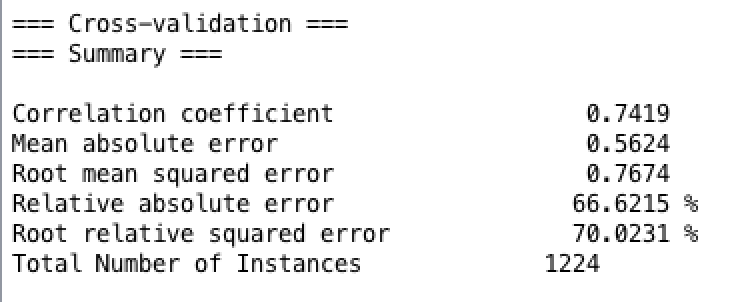 === Cross-validation ===
=== Summary ===
Correlation coefficient 0.7419
Mean absolute error 0.5624
Root mean squared error 0.7674
Relative absolute error 66.6215 %
Root relative squared error 70.0231 %
Total Number of Instances 1224